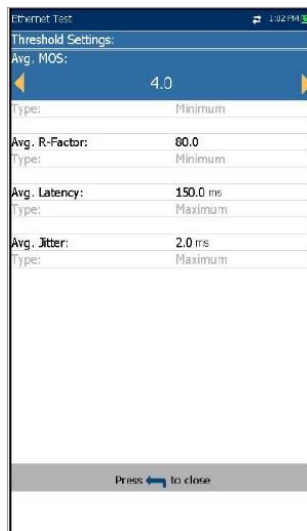 Ethernet Test 1:02 PM
Threshold Settings:
Avg. MOS:
4.0
Type: Minimum
Avg. R-Factor: 80.0
Type: Minimum
Avg. Latency: 150.0 ms
Type: Maximum
Avg. Jitter: 2.0 ms
Type: Maximum
Press to close